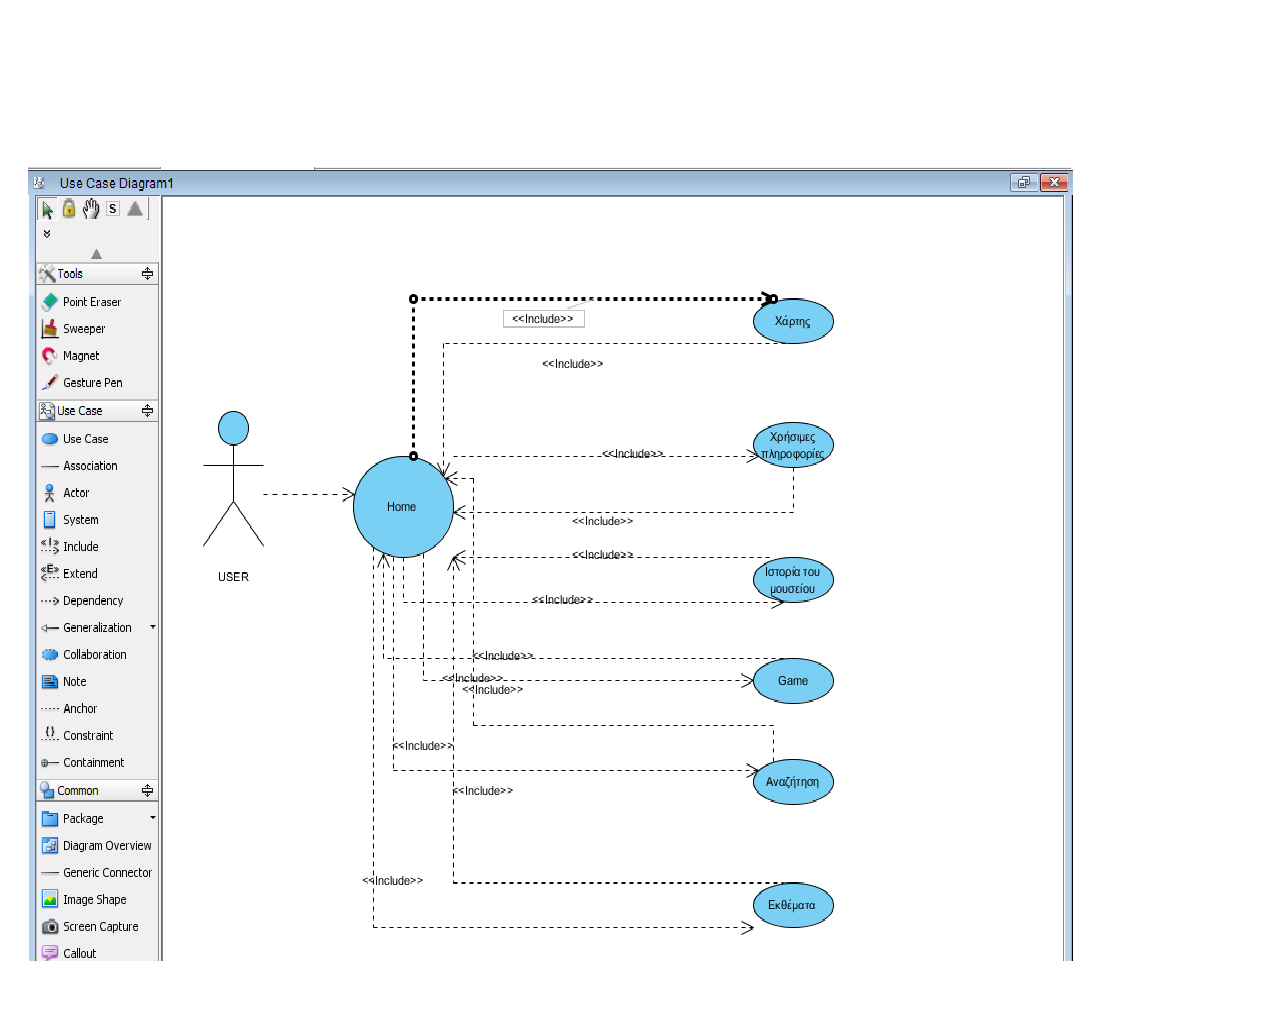 Use Case Diagram1
S
Tools
Point Eraser
Sweeper
Magnet
Gesture Pen
Use Case
Use Case
Association
Actor
System
Include
Extend
Dependency
Generalization
Collaboration
Note
Anchor
Constraint
Containment
Common
Package
Diagram Overview
Generic Connector
Image Shape
Screen Capture
Callout
USER
Home
<<Include>>
Χάρτης
<<Include>>
Χρήσιμες
πληροφορίες
<<Include>>
<<Include>>
<<Include>>
Ιστορία του
μουσείου
<<Include>>
<<Include>>
<<Include>>
Game
<<Include>>
<<Include>>
Αναζήτηση
<<Include>>
<<Include>>
Εκθέματα